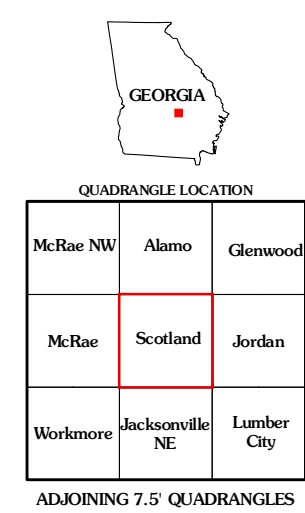 GEORGIA
QUADRANGLE LOCATION
McRae NW
Alamo
Glenwood
McRae
Scotland
Jordan
Workmore
Jacksonville
NE
Lumber
City
ADJOINING 7.5' QUADRANGLES